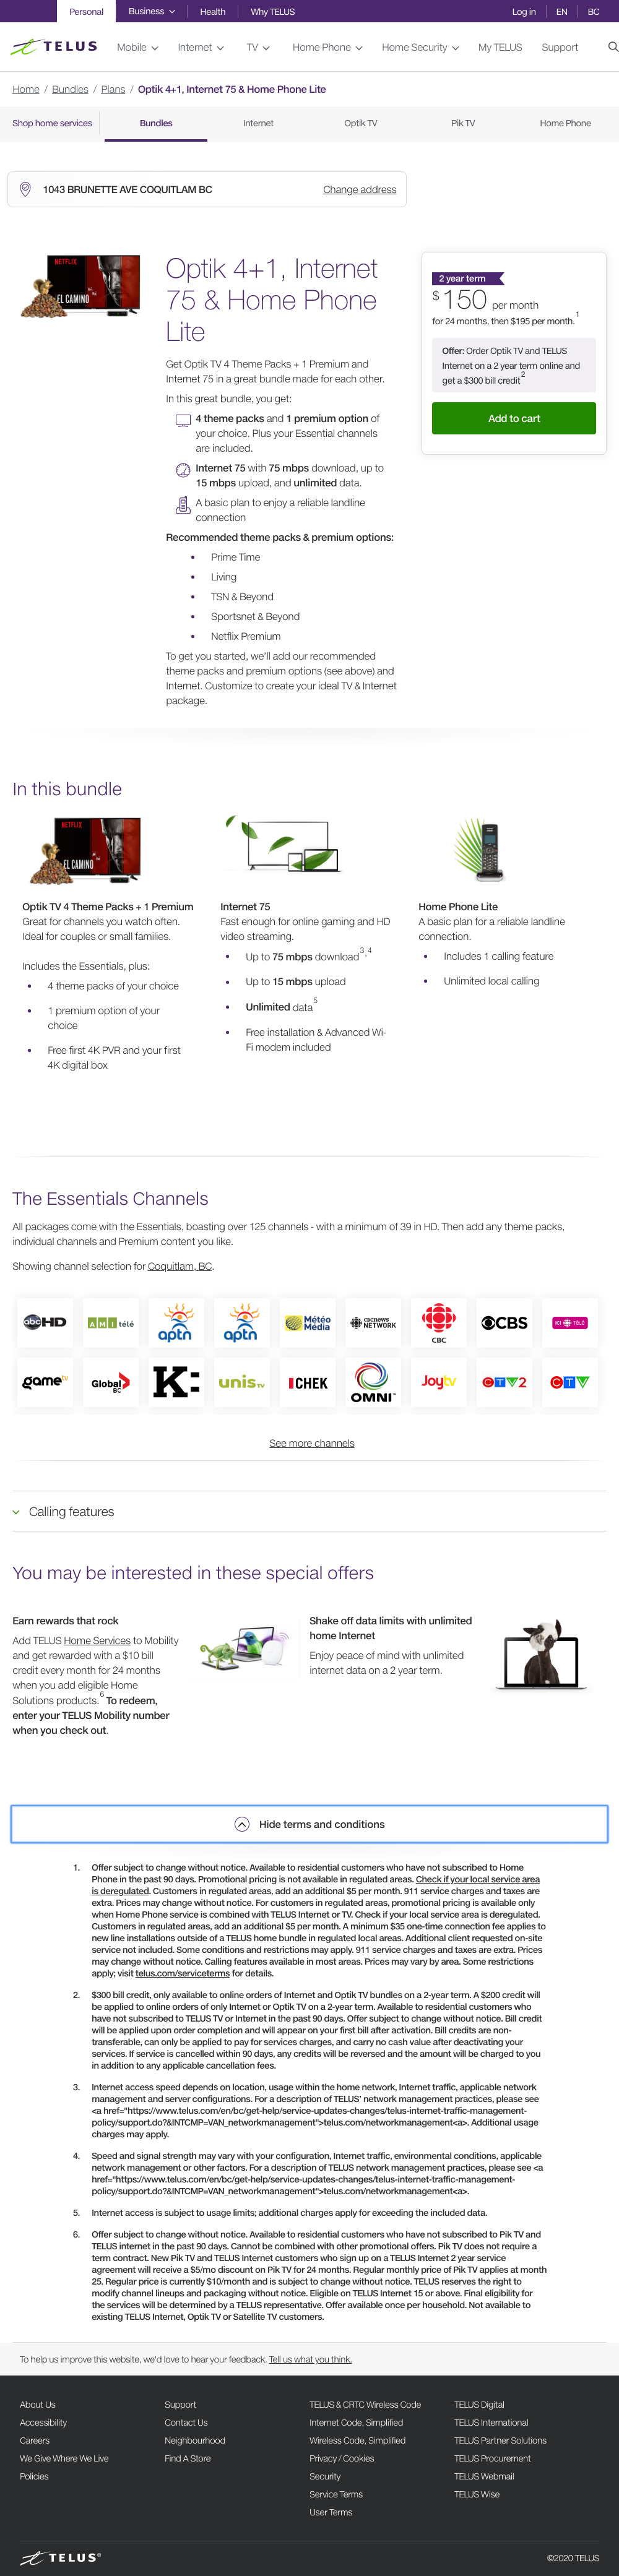 Personal Business Health Why TELUS Log in EN BC
TELUS Mobile Internet TV Home Phone Home Security My TELUS Support
Home / Bundles / Plans / Optik 4+1, Internet 75 & Home Phone Lite
Shop home services Bundles Internet Optik TV Pik TV Home Phone
1043 BRUNETTE AVE COQUITLAM BC Change address
NETFLIX
EL CAMINO
Optik 4+1, Internet
75 & Home Phone
Lite
Get Optik TV 4 Theme Packs + 1 Premium and
Internet 75 in a great bundle made for each other.
In this great bundle, you get:
4 theme packs and 1 premium option of
your choice. Plus your Essential channels
are included.
Internet 75 with 75 mbps download, up to
15 mbps upload, and unlimited data.
A basic plan to enjoy a reliable landline
connection
Recommended theme packs & premium options:
• Prime Time
• Living
• TSN & Beyond
• Sportsnet & Beyond
• Netflix Premium
To get you started, we'll add our recommended
theme packs and premium options (see above) and
Internet. Customize to create your ideal TV & Internet
package.
2 year term
$150 per month
for 24 months, then $195 per month.1
Offer: Order Optik TV and TELUS
Internet on a 2 year term online and
get a $300 bill credit2
Add to cart
In this bundle
NETFLIX
EL CAMINO
Optik TV 4 Theme Packs + 1 Premium
Great for channels you watch often.
Ideal for couples or small families.
Includes the Essentials, plus:
• 4 theme packs of your choice
• 1 premium option of your
choice
• Free first 4K PVR and your first
4K digital box
Internet 75
Fast enough for online gaming and HD
video streaming.
• Up to 75 mbps download3,4
• Up to 15 mbps upload
• Unlimited data5
• Free installation & Advanced Wi-
Fi modem included
Home Phone Lite
A basic plan for a reliable landline
connection.
• Includes 1 calling feature
• Unlimited local calling
The Essentials Channels
All packages come with the Essentials, boasting over 125 channels - with a minimum of 39 in HD. Then add any theme packs,
individual channels and Premium content you like.
Showing channel selection for Coquitlam, BC.
abc HD AMI télé aptn aptn Météo Média cbcnews NETWORK CBC CBS ICI TÉLÉ
game tv Global BC K: unis TV CHEK OMNI Joytv CTV2 CTV
See more channels
Calling features
You may be interested in these special offers
Earn rewards that rock
Add TELUS Home Services to Mobility
and get rewarded with a $10 bill
credit every month for 24 months
when you add eligible Home
Solutions products.6 To redeem,
enter your TELUS Mobility number
when you check out.
Shake off data limits with unlimited
home Internet
Enjoy peace of mind with unlimited
internet data on a 2 year term.
Hide terms and conditions
1. Offer subject to change without notice. Available to residential customers who have not subscribed to Home
Phone in the past 90 days. Promotional pricing is not available in regulated areas. Check if your local service area
is deregulated. Customers in regulated areas, add an additional $5 per month. 911 service charges and taxes are
extra. Prices may change without notice. For customers in regulated areas, promotional pricing is available only
when Home Phone service is combined with TELUS Internet or TV. Check if your local service area is deregulated.
Customers in regulated areas, add an additional $5 per month. A minimum $35 one-time connection fee applies to
new line installations outside of a TELUS home bundle in regulated local areas. Additional client requested on-site
service not included. Some conditions and restrictions may apply. 911 service charges and taxes are extra. Prices
may change without notice. Calling features available in most areas. Prices may vary by area. Some restrictions
apply; visit telus.com/serviceterms for details.
2. $300 bill credit, only available to online orders of Internet and Optik TV bundles on a 2-year term. A $200 credit will
be applied to online orders of only Internet or Optik TV on a 2-year term. Available to residential customers who
have not subscribed to TELUS TV or Internet in the past 90 days. Offer subject to change without notice. Bill credit
will be applied upon order completion and will appear on your first bill after activation. Bill credits are non-
transferable, can only be applied to pay for services charges, and carry no cash value after deactivating your
services. If service is cancelled within 90 days, any credits will be reversed and the amount will be charged to you
in addition to any applicable cancellation fees.
3. Internet access speed depends on location, usage within the home network, Internet traffic, applicable network
management and server configurations. For a description of TELUS' network management practices, please see
<a href="https://www.telus.com/en/bc/get-help/service-updates-changes/telus-internet-traffic-management-
policy/support.do?&INTCMP=VAN_networkmanagement">telus.com/networkmanagement<a>. Additional usage
charges may apply.
4. Speed and signal strength may vary with your configuration, Internet traffic, environmental conditions, applicable
network management or other factors. For a description of TELUS network management practices, please see <a
href="https://www.telus.com/en/bc/get-help/service-updates-changes/telus-internet-traffic-management-
policy/support.do?&INTCMP=VAN_networkmanagement">telus.com/networkmanagement<a>.
5. Internet access is subject to usage limits; additional charges apply for exceeding the included data.
6. Offer subject to change without notice. Available to residential customers who have not subscribed to Pik TV and
TELUS internet in the past 90 days. Cannot be combined with other promotional offers. Pik TV does not require a
term contract. New Pik TV and TELUS Internet customers who sign up on a TELUS Internet 2 year service
agreement will receive a $5/mo discount on Pik TV for 24 months. Regular monthly price of Pik TV applies at month
25. Regular price is currently $10/month and is subject to change without notice. TELUS reserves the right to
modify channel lineups and packaging without notice. Eligible on TELUS Internet 15 or above. Final eligibility for
the services will be determined by a TELUS representative. Offer available once per household. Not available to
existing TELUS Internet, Optik TV or Satellite TV customers.
To help us improve this website, we'd love to hear your feedback. Tell us what you think.
About Us Support TELUS & CRTC Wireless Code TELUS Digital
Accessibility Contact Us Internet Code, Simplified TELUS International
Careers Neighbourhood Wireless Code, Simplified TELUS Partner Solutions
We Give Where We Live Find A Store Privacy / Cookies TELUS Procurement
Policies Security TELUS Webmail
Service Terms TELUS Wise
User Terms
TELUS® ©2020 TELUS